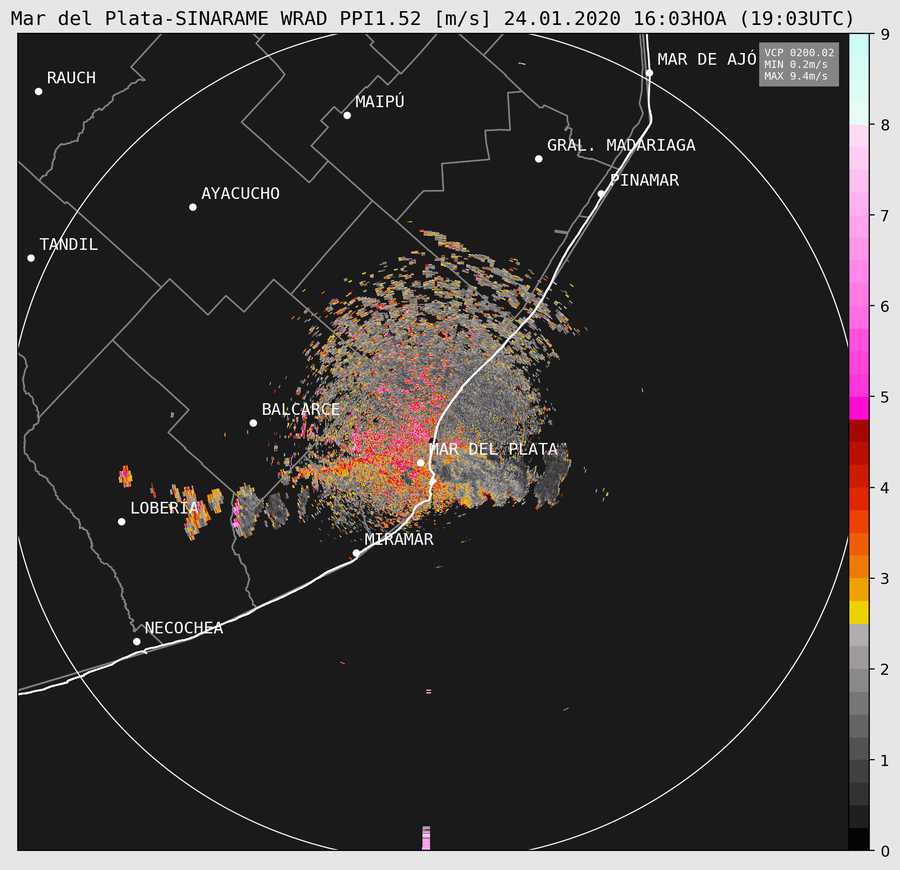 Mar del Plata-SINARAME WRAD PPI1.52 [m/s] 24.01.2020 16:03HOA (19:03UTC)
VCP 0200.02
MIN 0.2m/s
MAX 9.4m/s
MAR DE AJÓ
RAUCH
MAIPÚ
GRAL. MADARIAGA
PINAMAR
AYACUCHO
TANDIL
BALCARCE
MAR DEL PLATA
LOBERÍA
MIRAMAR
NECOCHEA
9
8
7
6
5
4
3
2
1
0